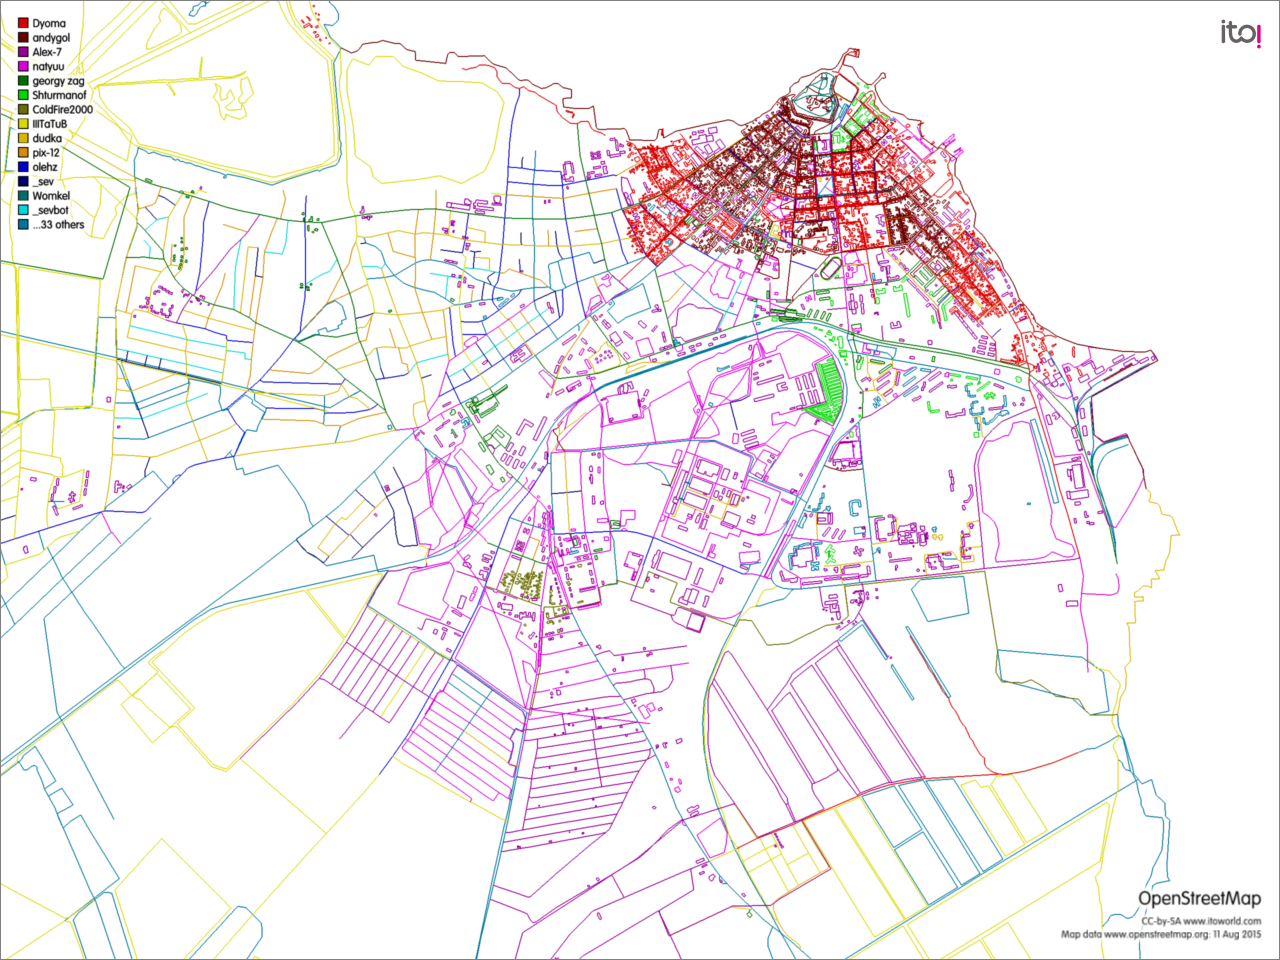 Dyoma
andygol
Alex-7
natyuu
georgy zag
Shturmanof
ColdFire2000
IIITaTuB
dudka
pix-12
olehz
_sev
Womkel
_sevbot
...33 others
ito!
OpenStreetMap
CC-by-SA www.itoworld.com
Map data www.openstreetmap.org: 11 Aug 2015